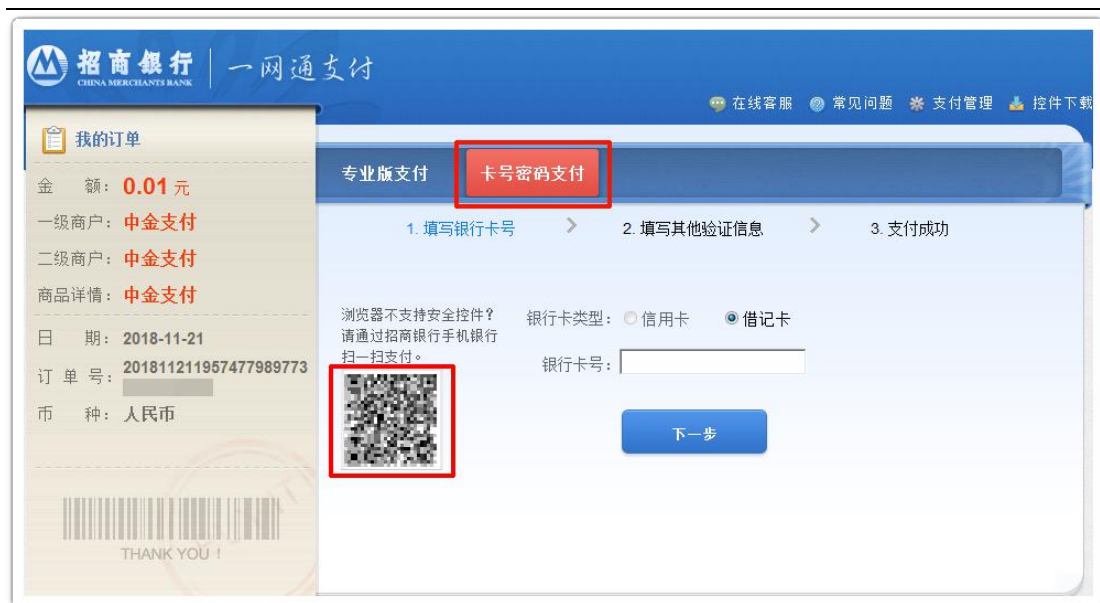 招商银行 一网通支付
CHINA MERCHANTS BANK
在线客服 常见问题 支付管理 控件下载
我的订单
金 额: 0.01 元
一级商户: 中金支付
二级商户: 中金支付
商品详情: 中金支付
日 期: 2018-11-21
订 单 号: 201811211957477989773
币 种: 人民币
THANK YOU !
专业版支付 卡号密码支付
1. 填写银行卡号 > 2. 填写其他验证信息 > 3. 支付成功
浏览器不支持安全控件?
请通过招商银行手机银行
扫一扫支付。
银行卡类型: 信用卡 借记卡
银行卡号:
下一步